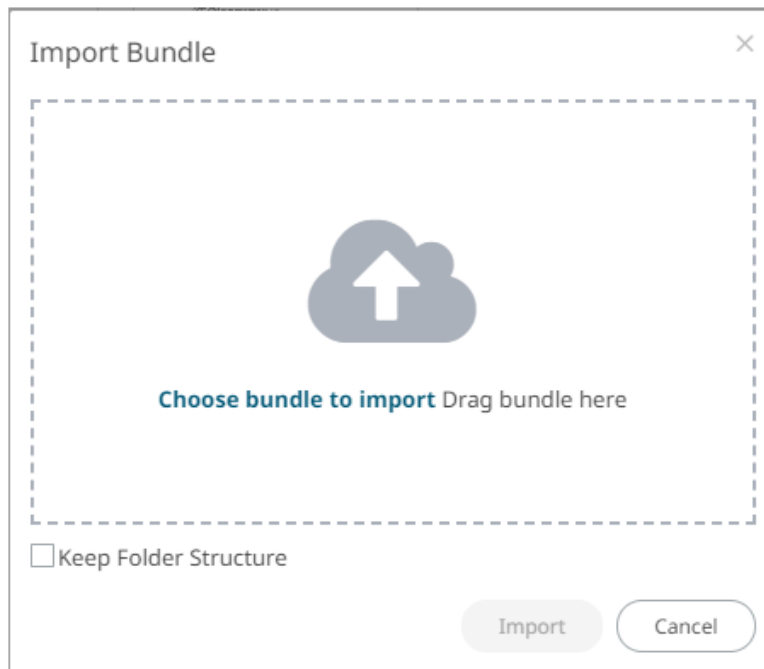 Import Bundle
Choose bundle to import Drag bundle here
Keep Folder Structure
Import
Cancel